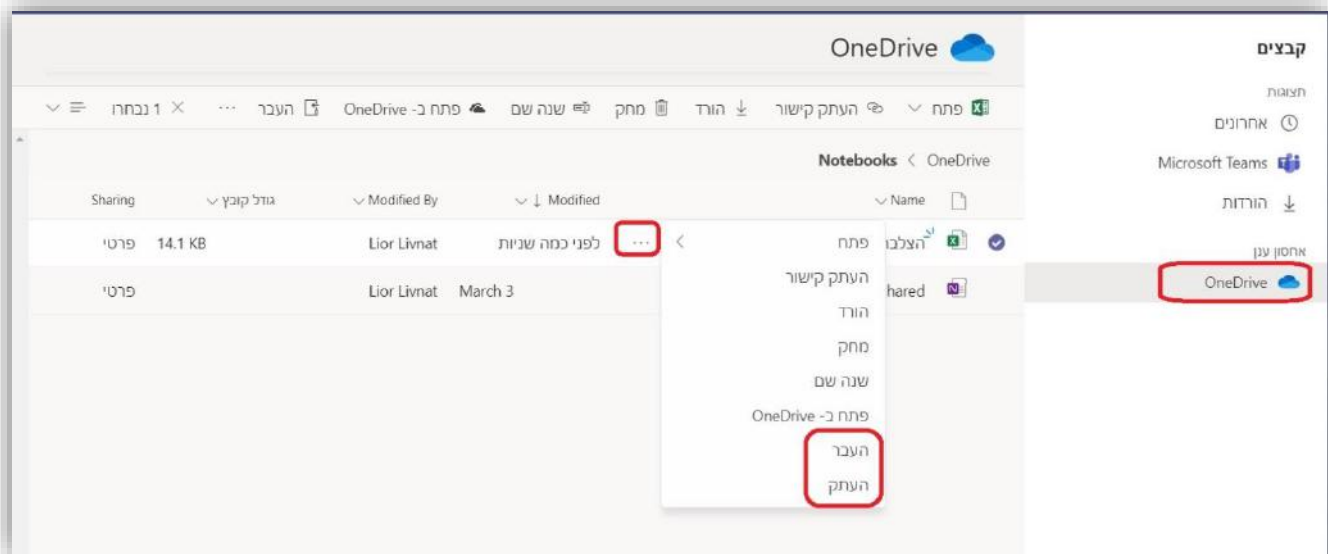 קבצים
תצוגות
אחרונים
Microsoft Teams
הורדות
אחסון ענן
OneDrive
OneDrive
פתח העתק קישור הורד מחק שנה שם פתח ב- OneDrive העבר ... 1 נבחרו
OneDrive > Notebooks
Name Modified Modified By גודל קובץ Sharing
... לפני כמה שניות Lior Livnat 14.1 KB פרטי
March 3 Lior Livnat פרטי
פתח
העתק קישור
הורד
מחק
שנה שם
פתח ב- OneDrive
העבר
העתק